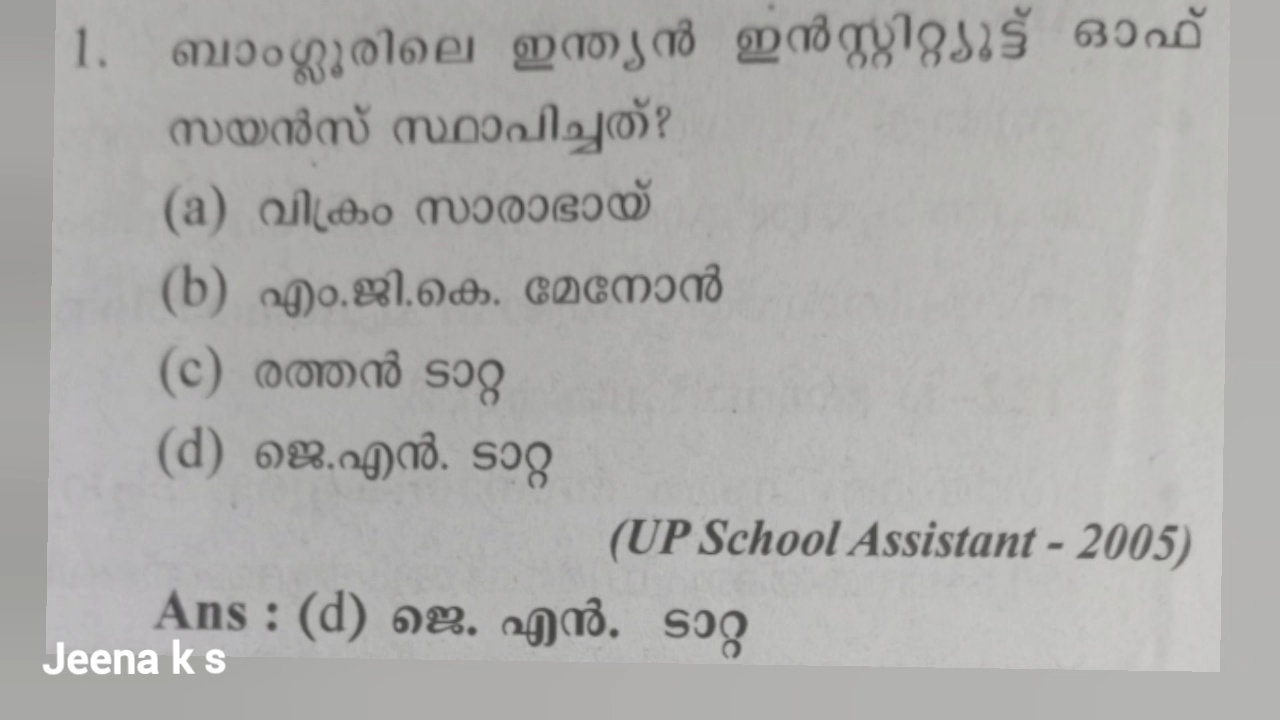 1. ബാംഗ്ലൂരിലെ ഇന്ത്യൻ ഇൻസ്റ്റിറ്റ്യൂട്ട് ഓഫ്
സയൻസ് സ്ഥാപിച്ചത്?
(a) വിക്രം സാരാഭായ്
(b) എം.ജി.കെ. മേനോൻ
(c) രത്തൻ ടാറ്റ
(d) ജെ.എൻ. ടാറ്റ
(UP School Assistant - 2005)
Ans : (d) ജെ. എൻ. ടാറ്റ
Jeena k s